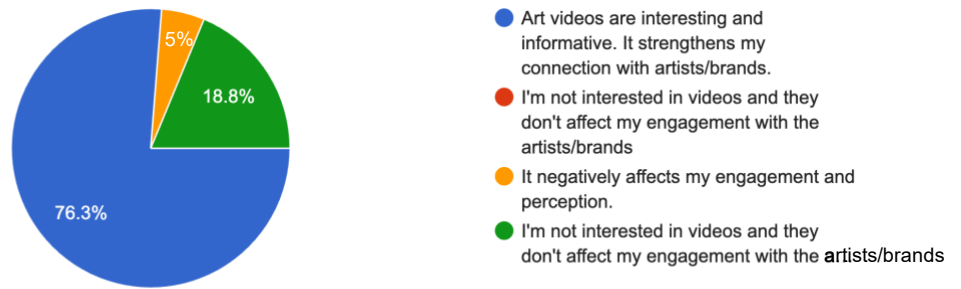 5%
18.8%
76.3%
Art videos are interesting and
informative. It strengthens my
connection with artists/brands.
I'm not interested in videos and they
don't affect my engagement with the
artists/brands
It negatively affects my engagement and
perception.
I'm not interested in videos and they
don't affect my engagement with the artists/brands